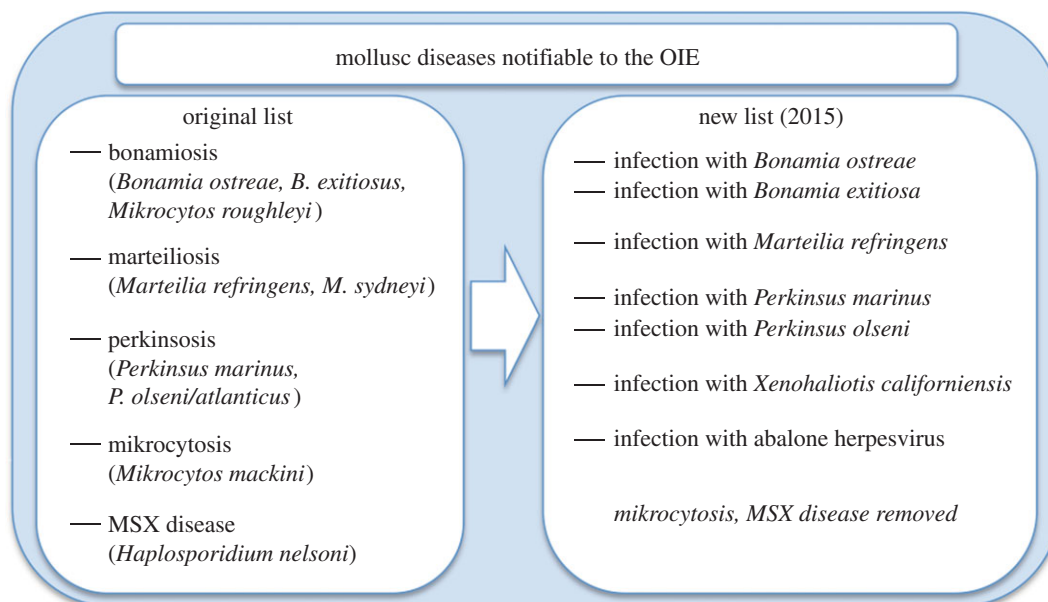 mollusc diseases notifiable to the OIE
original list
— bonamiosis
(Bonamia ostreae, B. exitiosus,
Mikrocytos roughleyi)
— marteiliosis
(Marteilia refringens, M. sydneyi)
— perkinsosis
(Perkinsus marinus,
P. olseni/atlanticus)
— mikrocytosis
(Mikrocytos mackini)
— MSX disease
(Haplosporidium nelsoni)
new list (2015)
— infection with Bonamia ostreae
— infection with Bonamia exitiosa
— infection with Marteilia refringens
— infection with Perkinsus marinus
— infection with Perkinsus olseni
— infection with Xenohaliotis californiensis
— infection with abalone herpesvirus
mikrocytosis, MSX disease removed